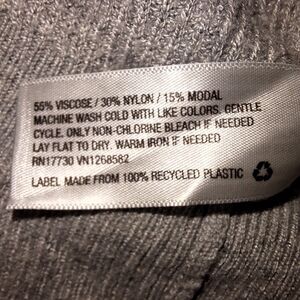 55% VISCOSE / 30% NYLON / 15% MODAL
MACHINE WASH COLD WITH LIKE COLORS. GENTLE
CYCLE. ONLY NON-CHLORINE BLEACH IF NEEDED
LAY FLAT TO DRY. WARM IRON IF NEEDED
RN17730 VN1268582
LABEL MADE FROM 100% RECYCLED PLASTIC